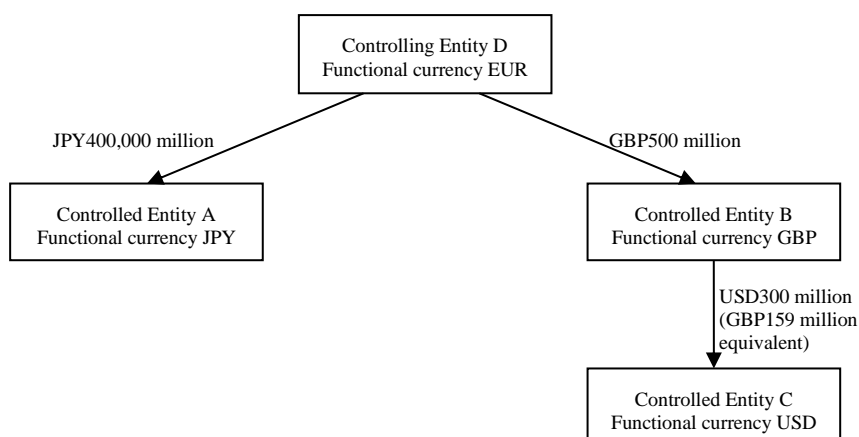 Controlling Entity D
Functional currency EUR
JPY400,000 million
GBP500 million
Controlled Entity A
Functional currency JPY
Controlled Entity B
Functional currency GBP
USD300 million
(GBP159 million
equivalent)
Controlled Entity C
Functional currency USD